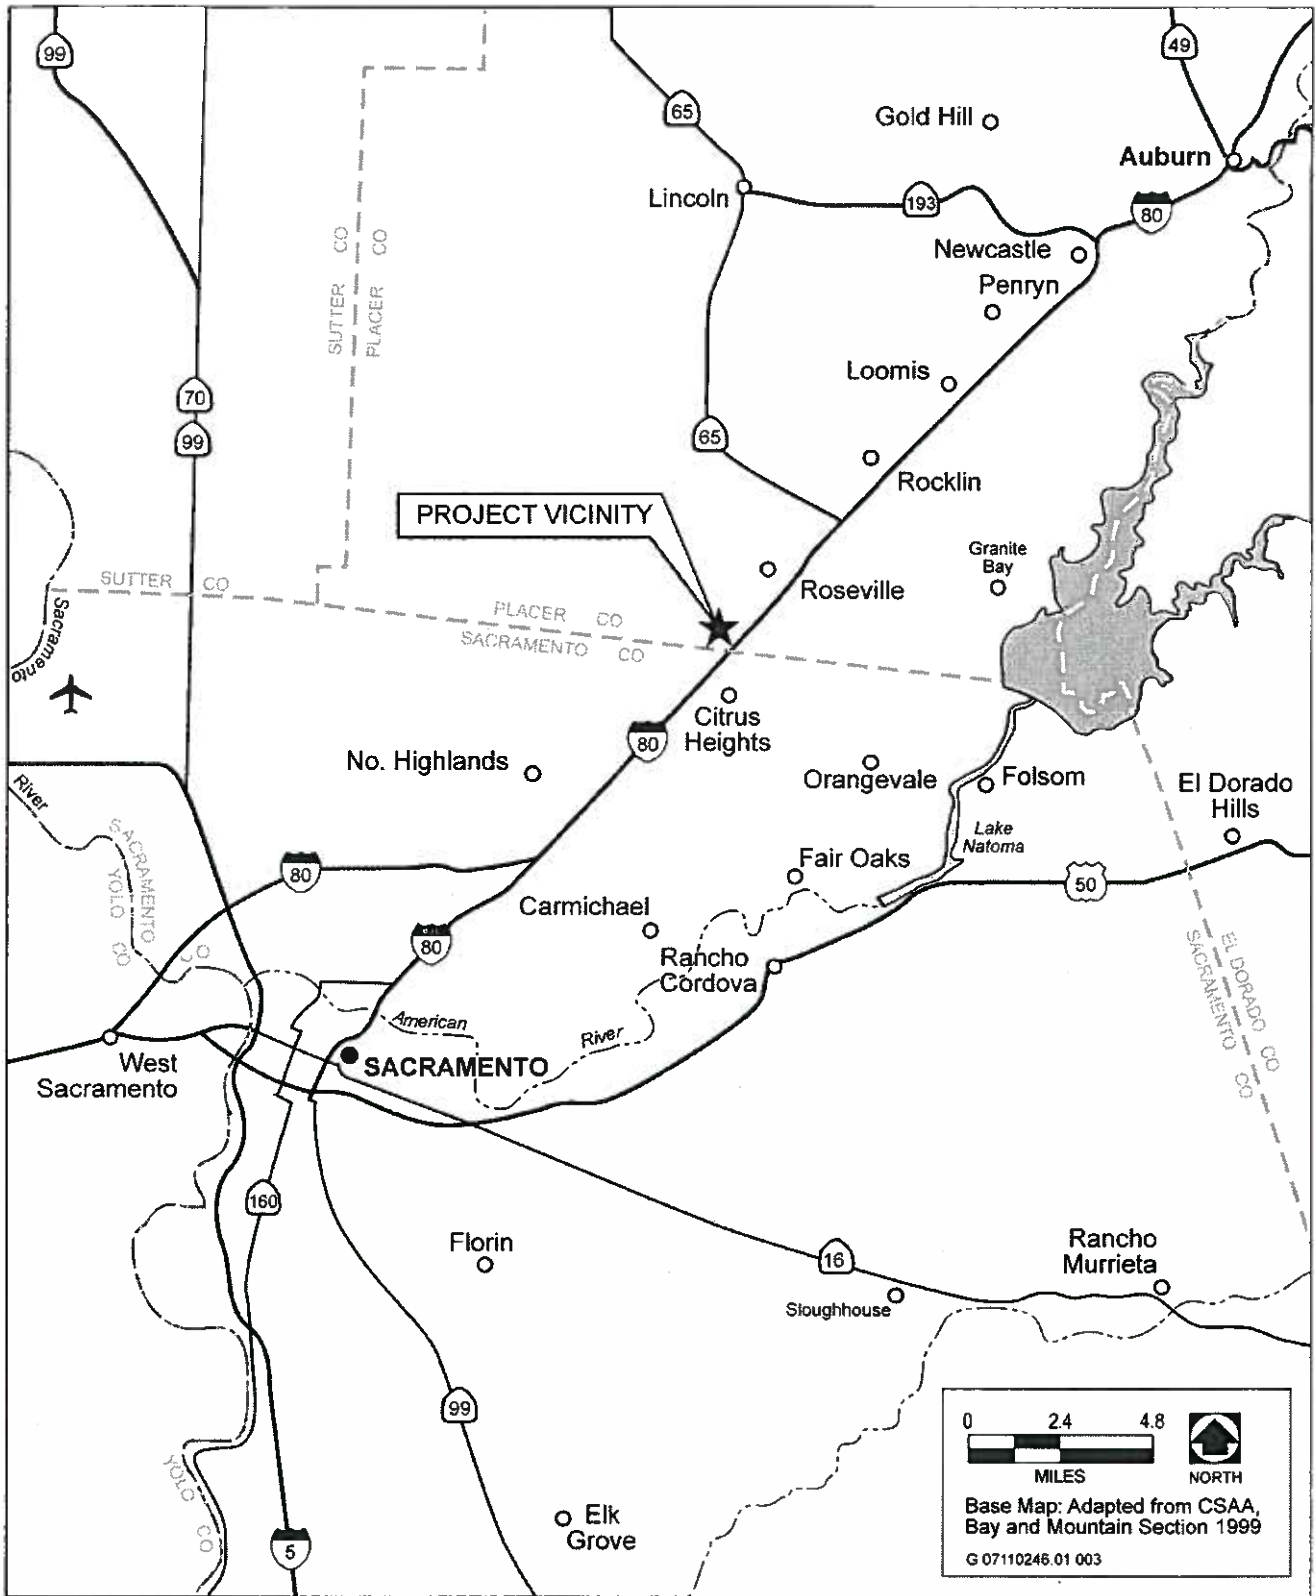 99
49
65
Gold Hill
Auburn
Lincoln
193
80
Newcastle
Penryn
SUTTER CO
PLACER CO
Loomis
70
99
65
Rocklin
PROJECT VICINITY
Granite
Bay
Roseville
SUTTER CO
PLACER CO
SACRAMENTO CO
Sacramento
Citrus
Heights
80
No. Highlands
Orangevale
Folsom
El Dorado
Hills
River
SACRAMENTO
YOLO CO
CO
Lake
Natoma
Fair Oaks
80
50
Carmichael
80
Rancho
Cordova
EL DORADO CO
SACRAMENTO CO
American
River
West
Sacramento
SACRAMENTO
160
Florin
16
Rancho
Murrieta
Sloughhouse
99
0 2.4 4.8
MILES
NORTH
Base Map: Adapted from CSAA,
Bay and Mountain Section 1999
G 07110246.01 003
YOLO CO
Elk
Grove
5